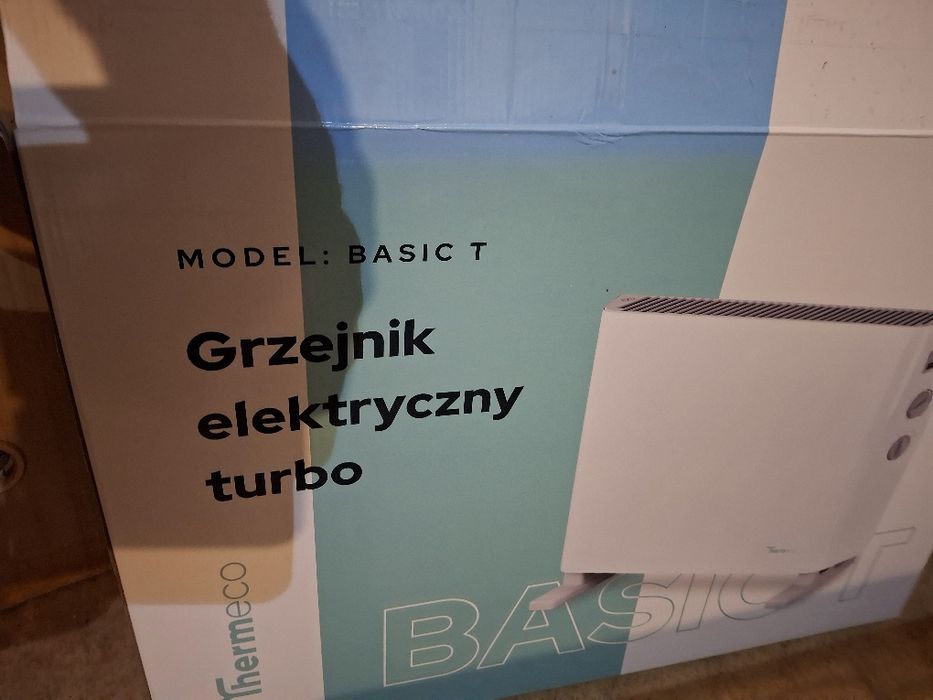 MODEL: BASIC T
Grzejnik
elektryczny
turbo
Thermeco
BASIC T